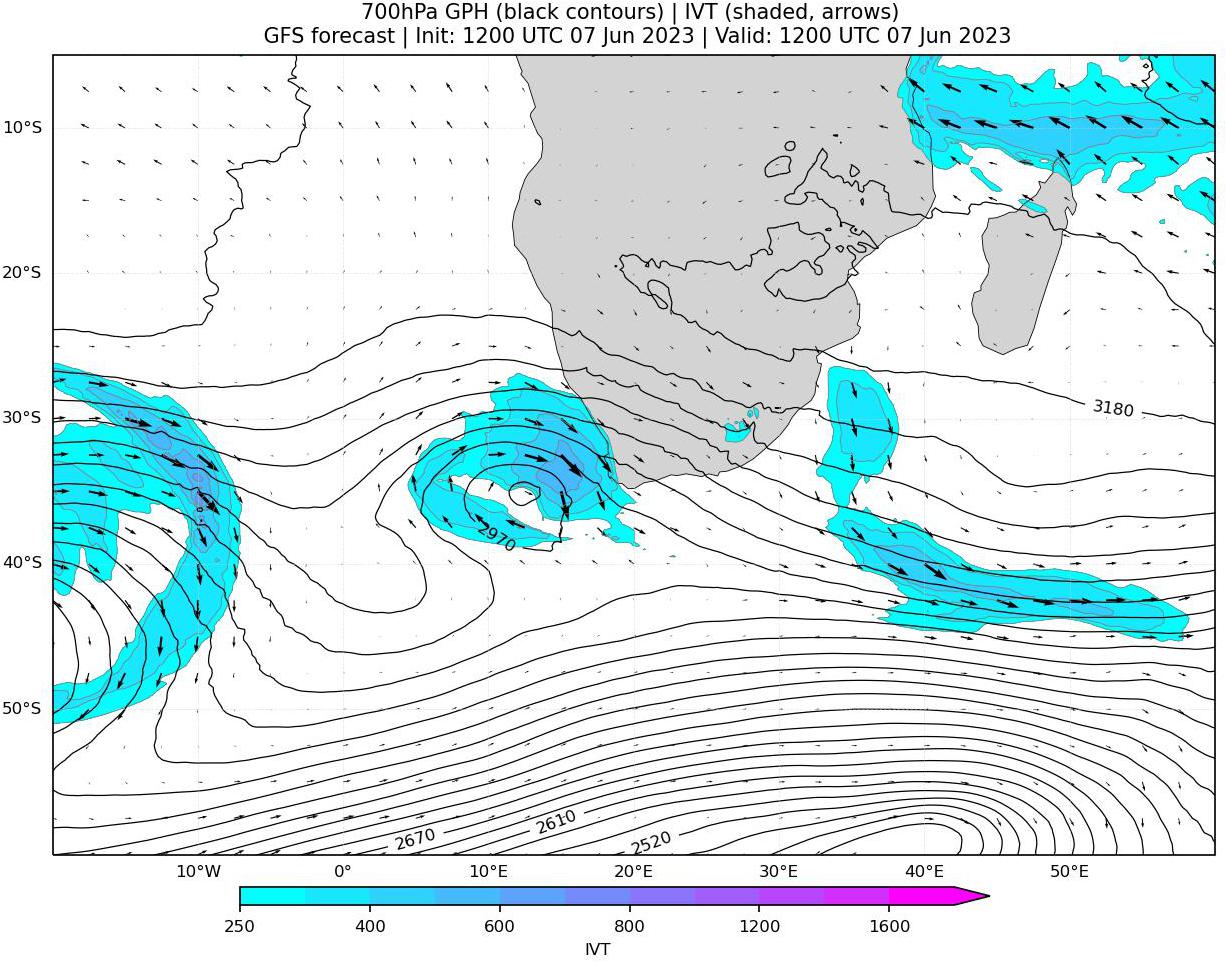 700hPa GPH (black contours) | IVT (shaded, arrows)
GFS forecast | Init: 1200 UTC 07 Jun 2023 | Valid: 1200 UTC 07 Jun 2023
10°S
20°S
30°S
3180
2970
40°S
50°S
2670
2610
2520
10°W 0° 10°E 20°E 30°E 40°E 50°E
250 400 600 800 1200 1600
IVT